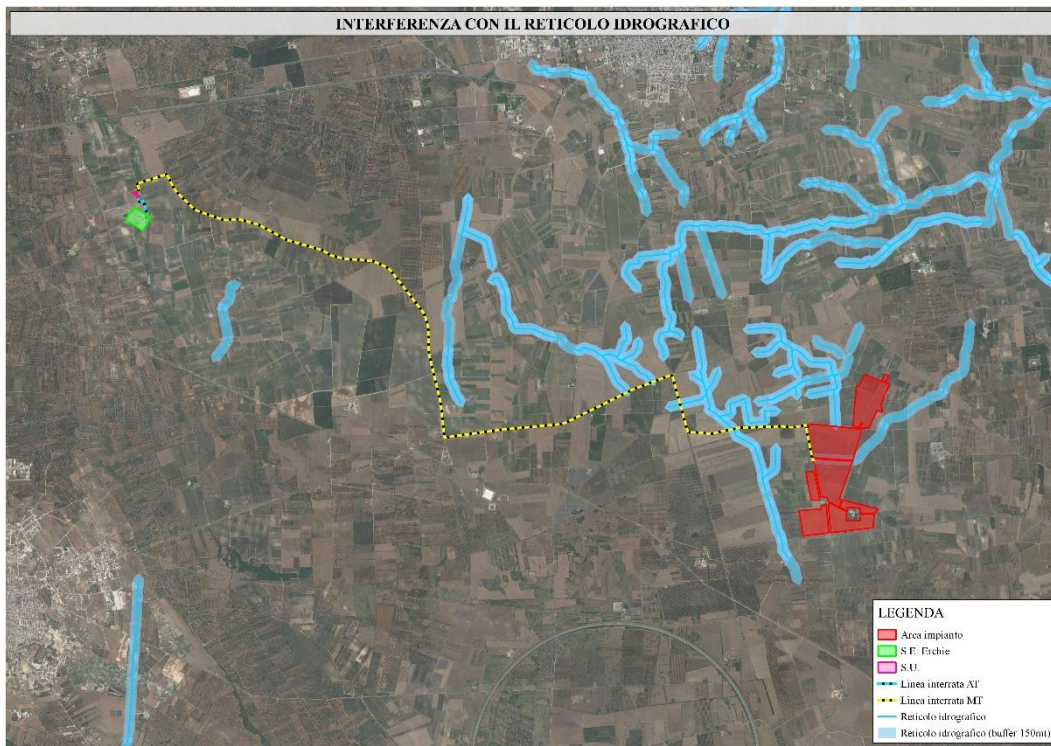 INTERFERENZA CON IL RETICOLO IDROGRAFICO
LEGENDA
Area impianto
S.E. Erchie
S.U.
Linea interrata AT
Linea interrata MT
Reticolo idrografico
Reticolo idrografico (buffer 150mt)